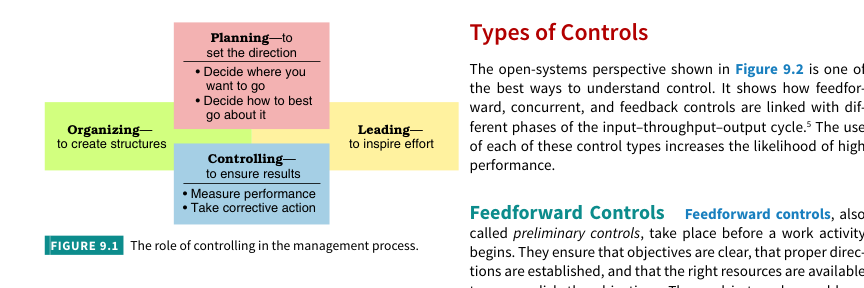 Planning—to
set the direction
• Decide where you
want to go
• Decide how to best
go about it
Organizing—
to create structures
Leading—
to inspire effort
Controlling—
to ensure results
• Measure performance
• Take corrective action
FIGURE 9.1 The role of controlling in the management process.
Types of Controls
The open-systems perspective shown in Figure 9.2 is one of
the best ways to understand control. It shows how feedfor-
ward, concurrent, and feedback controls are linked with dif-
ferent phases of the input–throughput–output cycle.⁵ The use
of each of these control types increases the likelihood of high
performance.
Feedforward Controls Feedforward controls, also
called preliminary controls, take place before a work activity
begins. They ensure that objectives are clear, that proper direc-
tions are established, and that the right resources are available